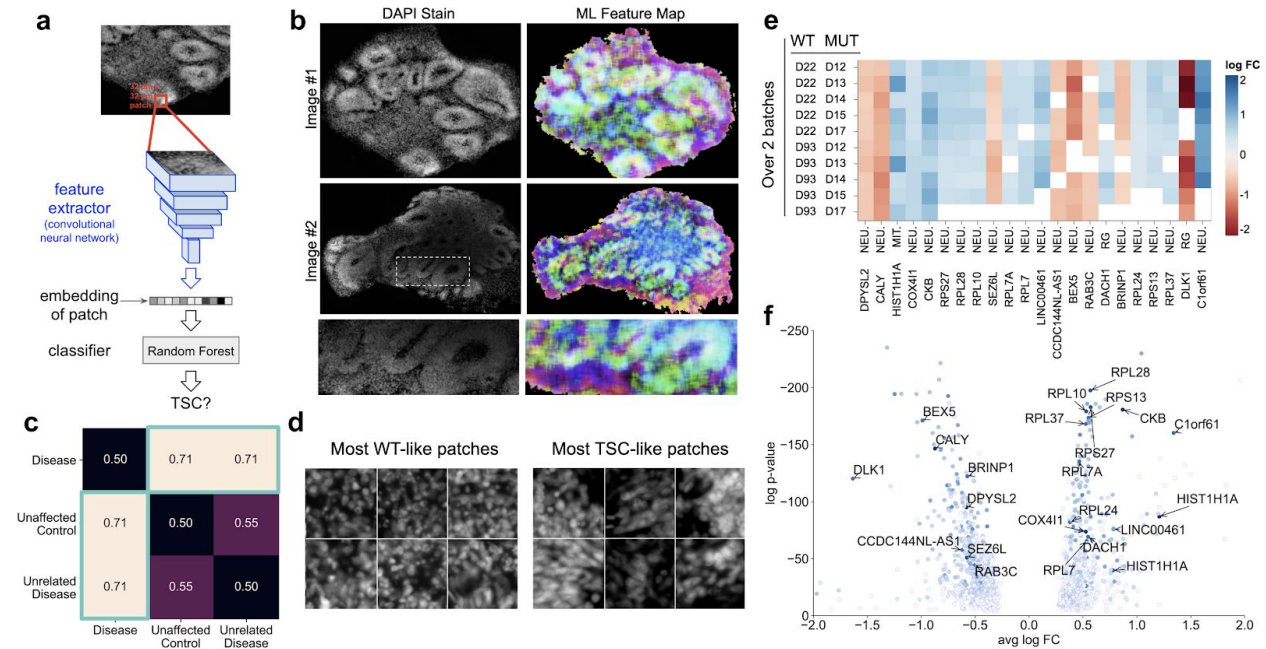 a
32 pix
32 pix
patch
feature
extractor
(convolutional
neural network)
embedding
of patch
classifier
Random Forest
TSC?
b
DAPI Stain
ML Feature Map
Image #1
Image #2
c
Disease
0.50
0.71
0.71
Unaffected
Control
0.71
0.50
0.55
Unrelated
Disease
0.71
0.55
0.50
Disease
Unaffected
Control
Unrelated
Disease
d
Most WT-like patches
Most TSC-like patches
e
WT MUT
Over 2 batches
D22 D12
D22 D13
D22 D14
D22 D15
D22 D17
D93 D12
D93 D13
D93 D14
D93 D15
D93 D17
log FC
2
1
0
-1
-2
NEU. NEU. MIT. NEU. NEU. NEU. NEU. NEU. NEU. NEU. NEU. NEU. NEU. NEU. NEU. RG NEU. NEU. NEU. NEU. RG NEU.
DPYSL2
CALY
HIST1H1A
COX4I1
CKB
RPS27
RPL28
RPL10
SEZ6L
RPL7A
RPL7
LINC00461
CCDC144NL-AS1
BEX5
RAB3C
DACH1
BRINP1
RPL24
RPS13
RPL37
DLK1
C1orf61
f
log p-value
−250
−200
−150
−100
−50
0
RPL28
RPL10
RPS13
RPL37
CKB
C1orf61
BEX5
CALY
RPS27
RPL7A
DLK1
BRINP1
DPYSL2
HIST1H1A
RPL24
COX4I1
LINC00461
CCDC144NL-AS1
SEZ6L
DACH1
RAB3C
RPL7
HIST1H1A
−2.0
−1.5
−1.0
−0.5
0.0
0.5
1.0
1.5
2.0
avg log FC